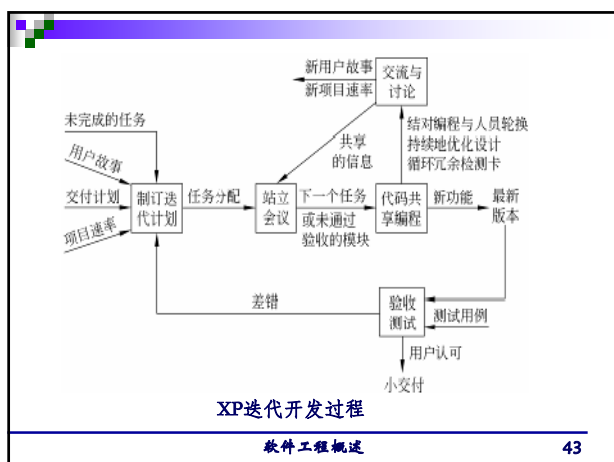 新用户故事
新项目速率
交流与
讨论
未完成的任务
用户故事
交付计划
项目速率
制订迭
代计划
任务分配
共享
的信息
站立
会议
下一个任务
或未通过
验收的模块
结对编程与人员轮换
持续地优化设计
循环冗余检测卡
代码共
享编程
新功能
最新
版本
差错
验收
测试
测试用例
用户认可
小交付
XP迭代开发过程
软件工程概述
43